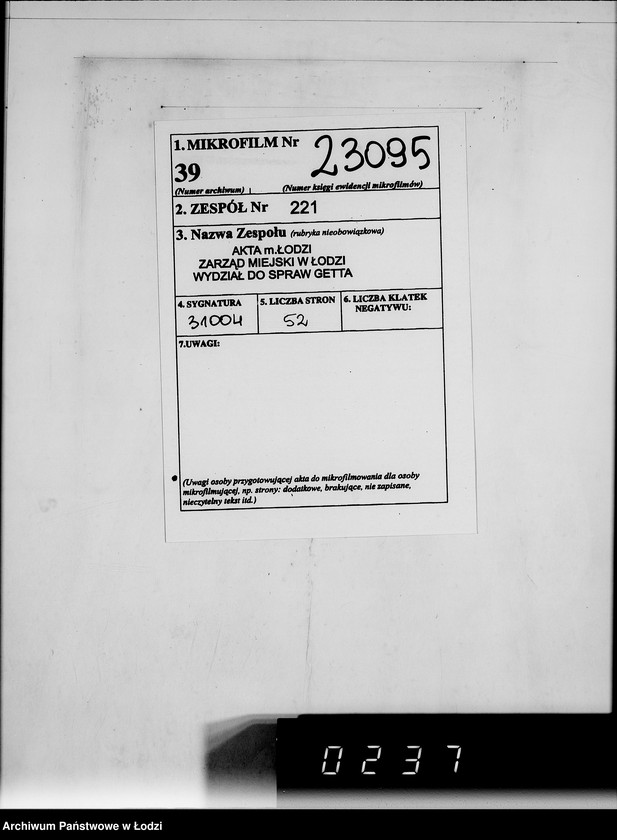 1. MIKROFILM Nr 23095
39
(Numer archiwum) (Numer księgi ewidencji mikrofilmów)
2. ZESPÓŁ Nr 221
3. Nazwa Zespołu (rubryka nieobowiązkowa)
AKTA m.ŁODZI
ZARZĄD MIEJSKI W ŁODZI
WYDZIAŁ DO SPRAW GETTA
4. SYGNATURA 5. LICZBA STRON 6. LICZBA KLATEK
NEGATYWU:
31004 52
7.UWAGI:
(Uwagi osoby przygotowującej akta do mikrofilmowania dla osoby
mikrofilmującej, np. strony: dodatkowe, brakujące, nie zapisane,
nieczytelny tekst itd.)
0237
Archiwum Państwowe w Łodzi